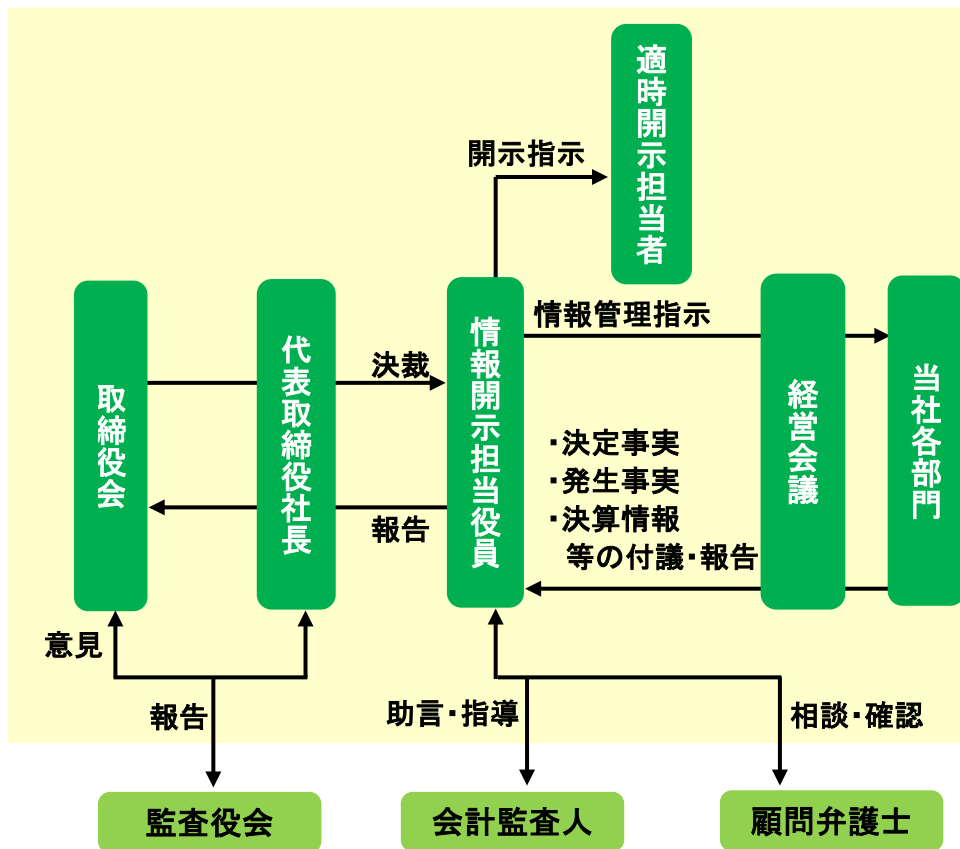 適時開示担当者
開示指示
取締役会
代表取締役社長
決裁
報告
情報開示担当役員
情報管理指示
・決定事実
・発生事実
・決算情報
等の付議・報告
経営会議
当社各部門
意見
報告
助言・指導
相談・確認
監査役会
会計監査人
顧問弁護士